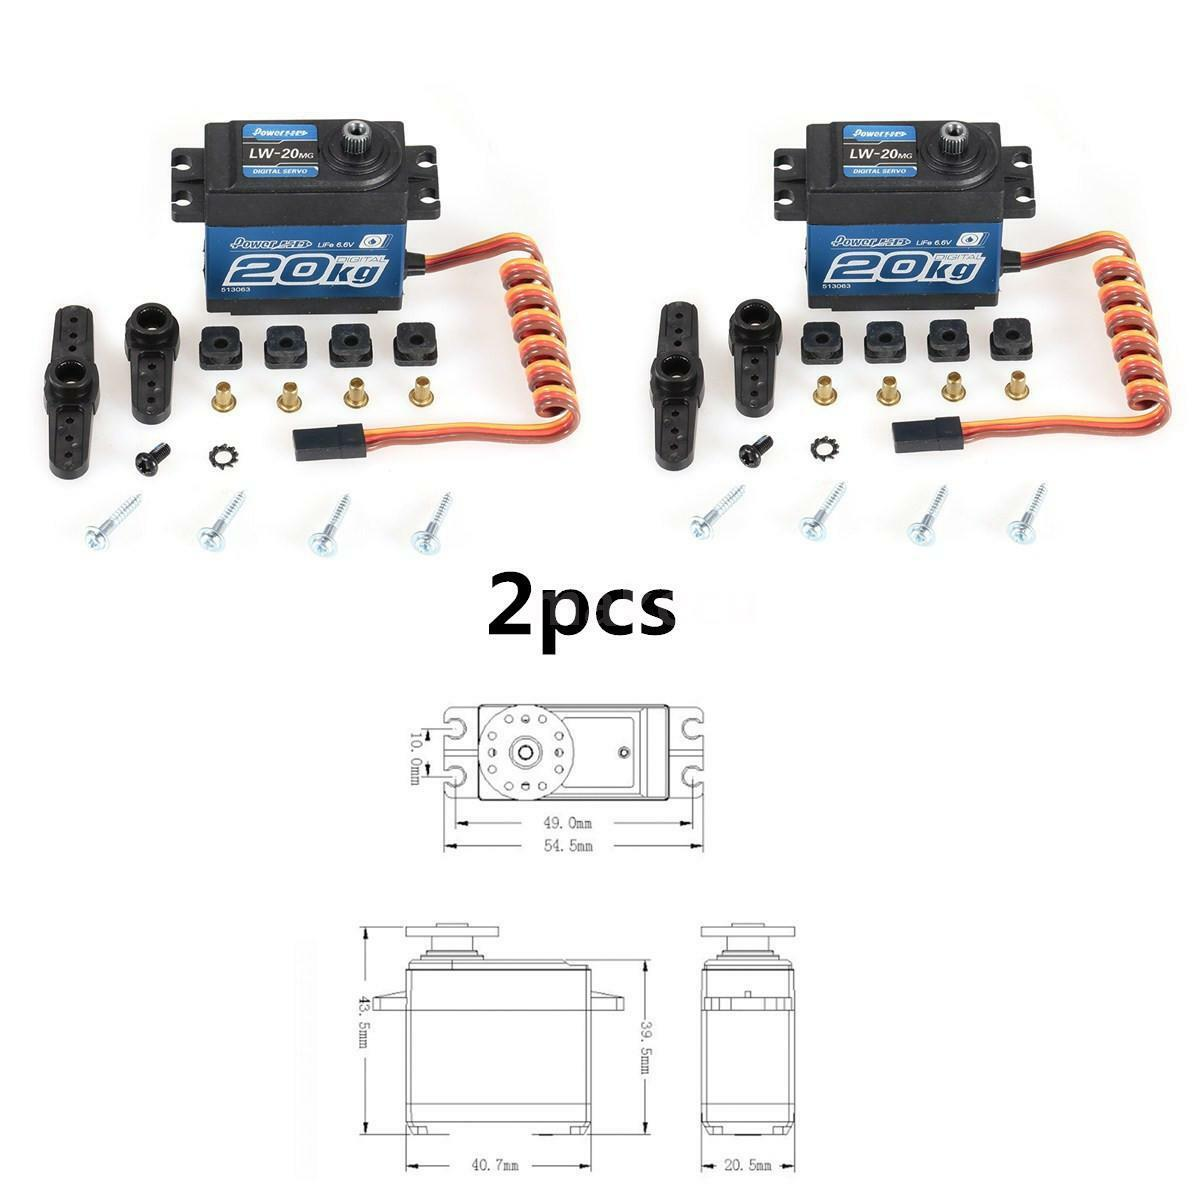 Power HD
LW-20MG
DIGITAL SERVO
Power HD LiFe 6.6V
20kg DIGITAL
513063
Power HD
LW-20MG
DIGITAL SERVO
Power HD LiFe 6.6V
20kg DIGITAL
513063
2pcs
10.0mm
49.0mm
54.5mm
43.5mm
39.5mm
40.7mm
20.5mm